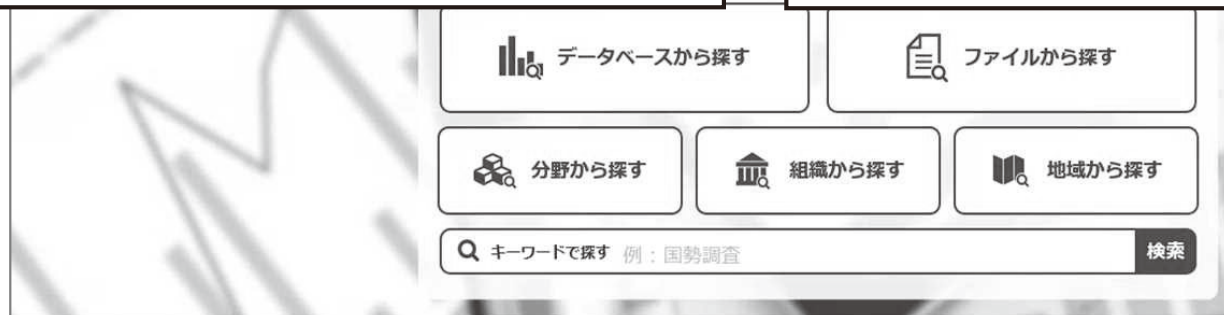 データベースから探す
ファイルから探す
分野から探す
組織から探す
地域から探す
キーワードで探す 例：国勢調査 検索